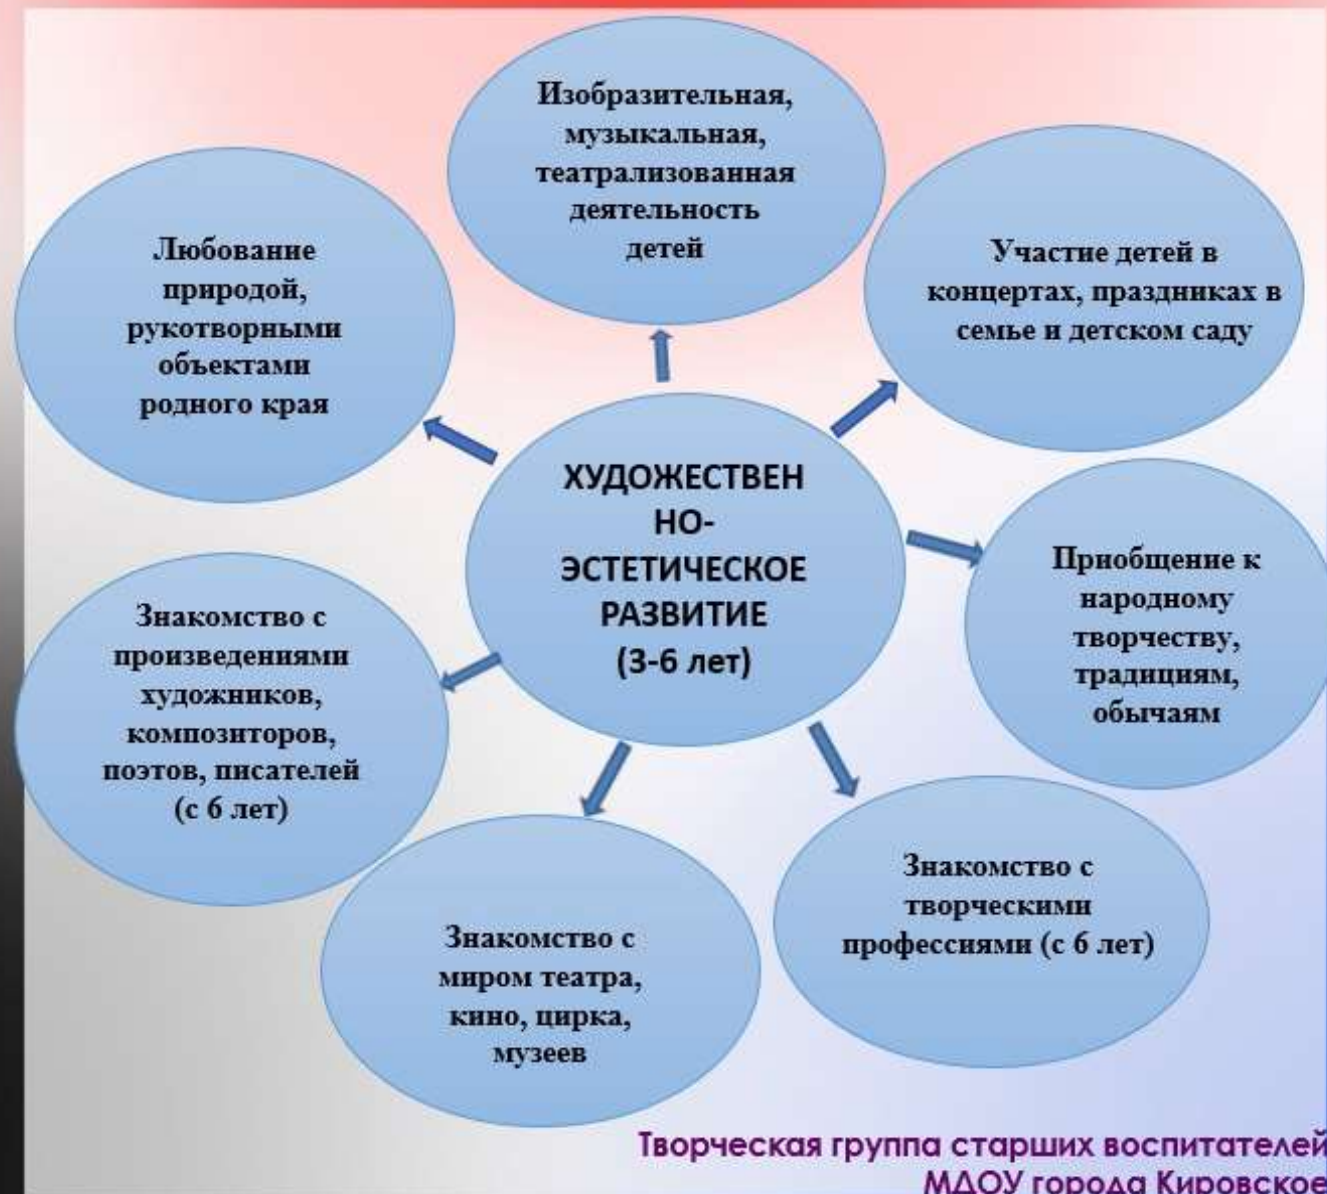 Изобразительная,
музыкальная,
театрализованная
деятельность
детей
Любование
природой,
рукотворными
объектами
родного края
Участие детей в
концертах, праздниках в
семье и детском саду
ХУДОЖЕСТВЕН
НО-
ЭСТЕТИЧЕСКОЕ
РАЗВИТИЕ
(3-6 лет)
Приобщение к
народному
творчеству,
традициям,
обычаям
Знакомство с
произведениями
художников,
композиторов,
поэтов, писателей
(с 6 лет)
Знакомство с
творческими
профессиями (с 6 лет)
Знакомство с
миром театра,
кино, цирка,
музеев
Творческая группа старших воспитателей
МДОУ города Кировское